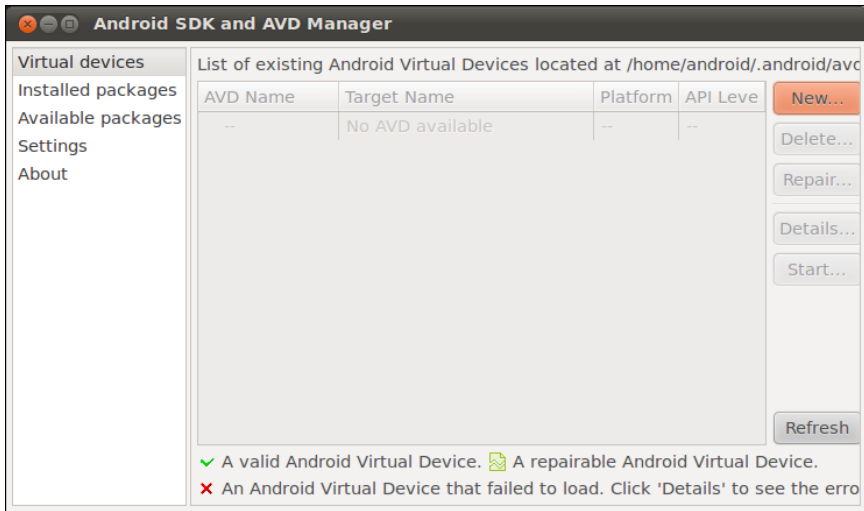 Android SDK and AVD Manager
Virtual devices
Installed packages
Available packages
Settings
About
List of existing Android Virtual Devices located at /home/android/.android/avd
AVD Name Target Name Platform API Leve
-- No AVD available -- --
New...
Delete...
Repair...
Details...
Start...
Refresh
A valid Android Virtual Device. A repairable Android Virtual Device.
An Android Virtual Device that failed to load. Click 'Details' to see the erro